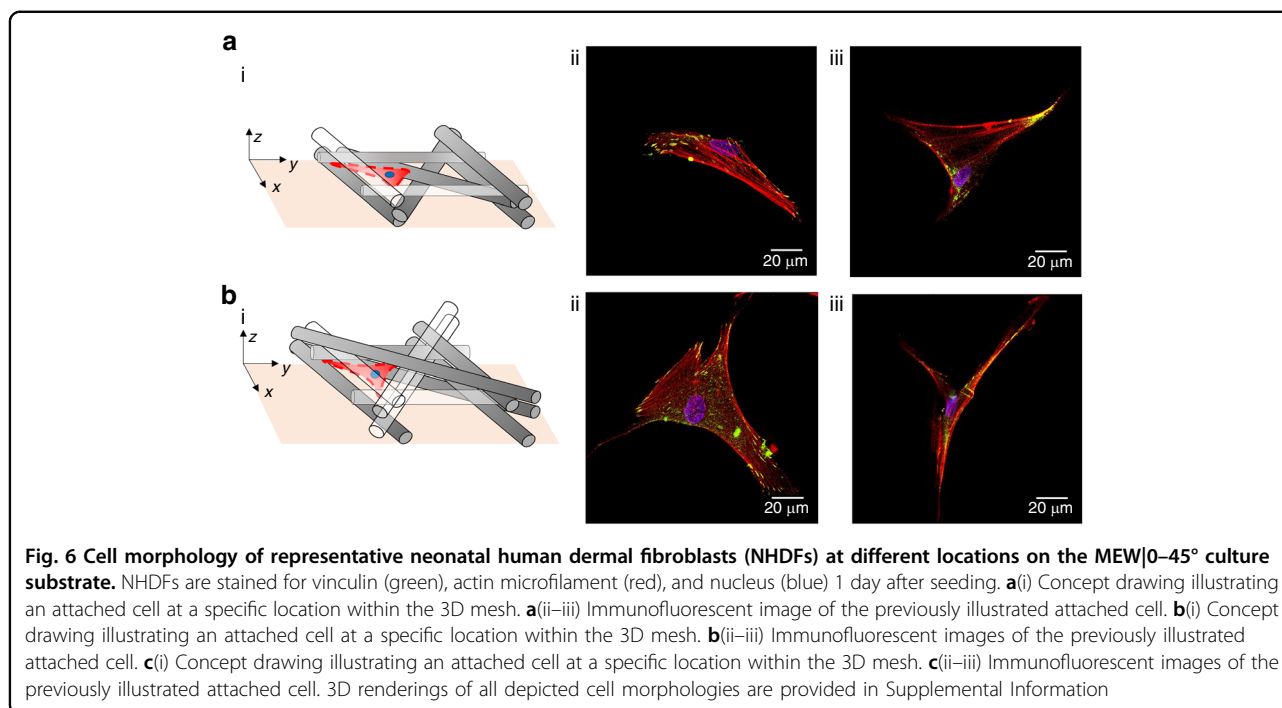 a
i
z
y
x
ii
20 μm
iii
20 μm
b
i
z
y
x
ii
20 μm
iii
20 μm
Fig. 6 Cell morphology of representative neonatal human dermal fibroblasts (NHDFs) at different locations on the MEW|0–45° culture
substrate. NHDFs are stained for vinculin (green), actin microfilament (red), and nucleus (blue) 1 day after seeding. a(i) Concept drawing illustrating
an attached cell at a specific location within the 3D mesh. a(ii–iii) Immunofluorescent image of the previously illustrated attached cell. b(i) Concept
drawing illustrating an attached cell at a specific location within the 3D mesh. b(ii–iii) Immunofluorescent images of the previously illustrated
attached cell. c(i) Concept drawing illustrating an attached cell at a specific location within the 3D mesh. c(ii–iii) Immunofluorescent images of the
previously illustrated attached cell. 3D renderings of all depicted cell morphologies are provided in Supplemental Information